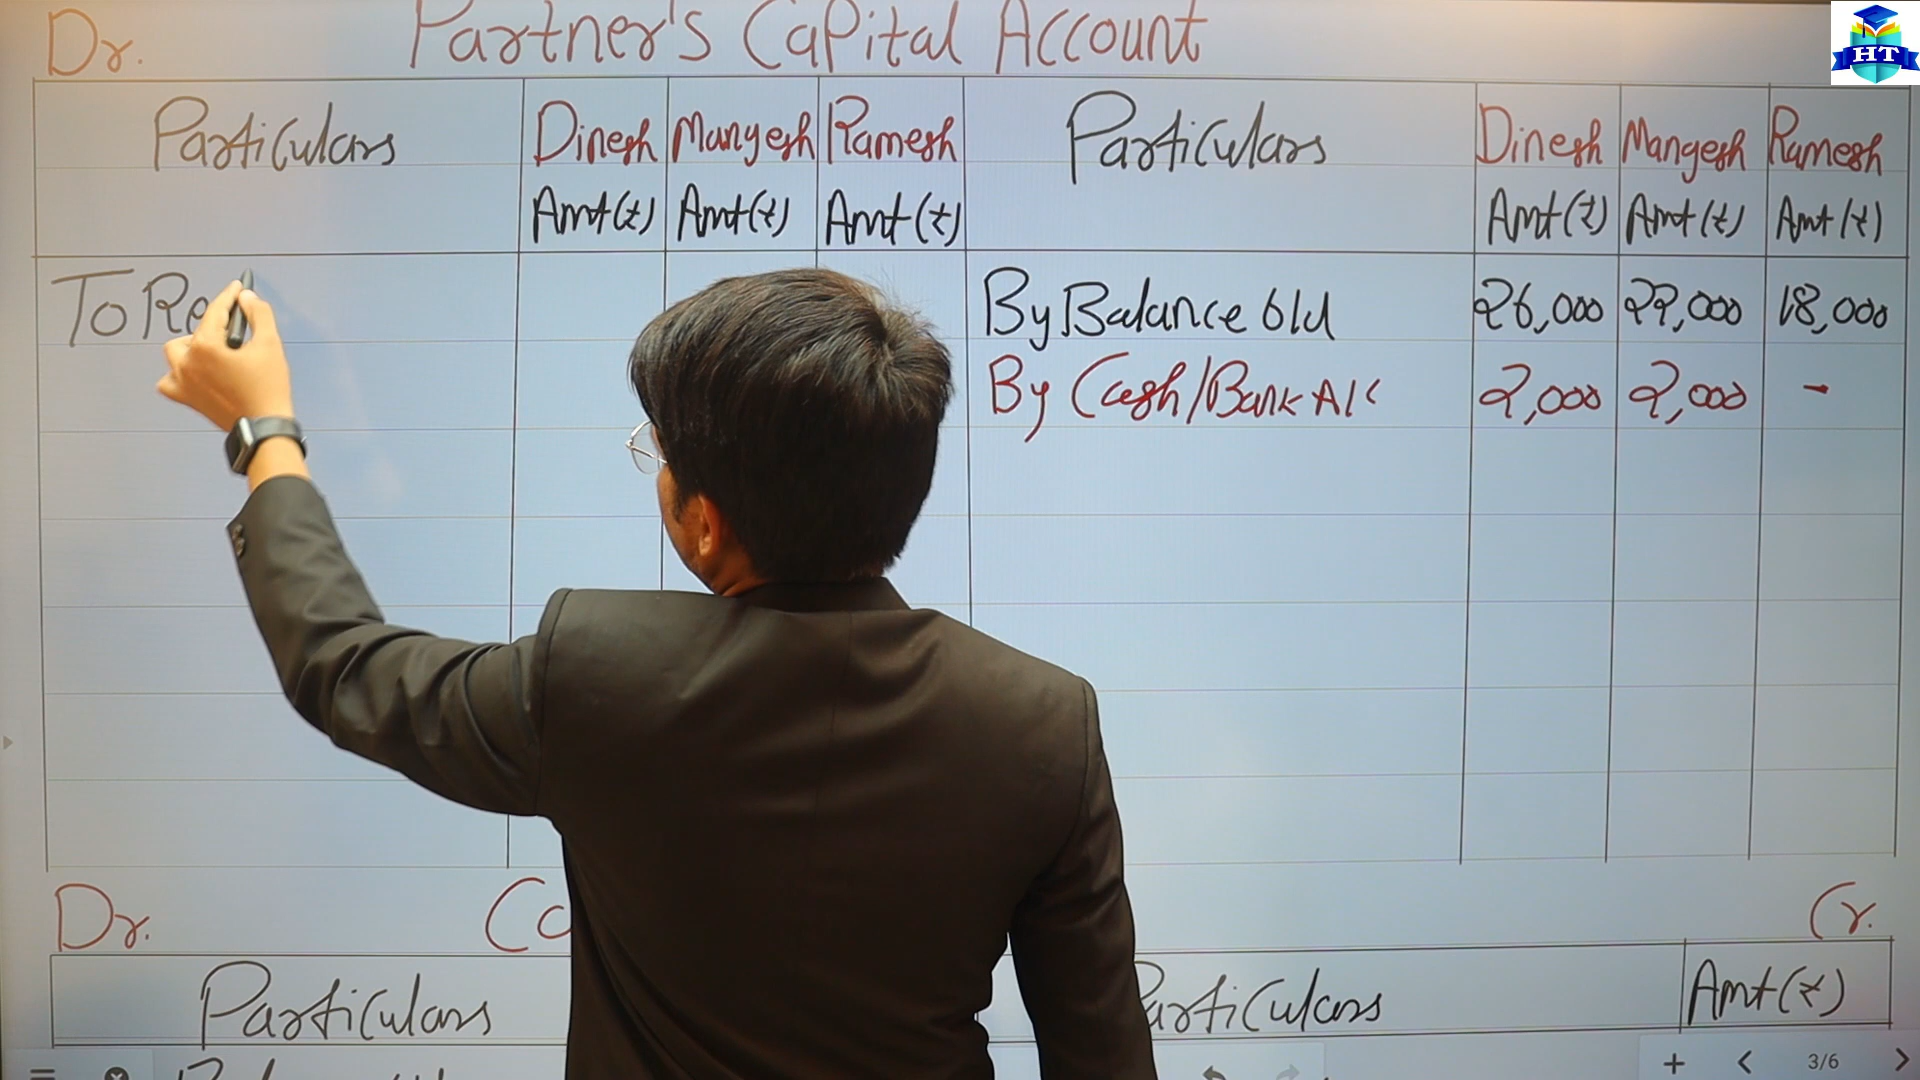 HT
Dr. Partner's Capital Account
Particulars Dinesh Mangesh Ramesh Particulars Dinesh Mangesh Ramesh
Amt(₹) Amt(₹) Amt(₹) Amt(₹) Amt(₹) Amt(₹)
To Re By Balance b/d 26,000 22,000 18,000
By Cash/Bank A/c 2,000 2,000 -
Dr. Ca Cr.
Particulars Particulars Amt(₹)
3/6